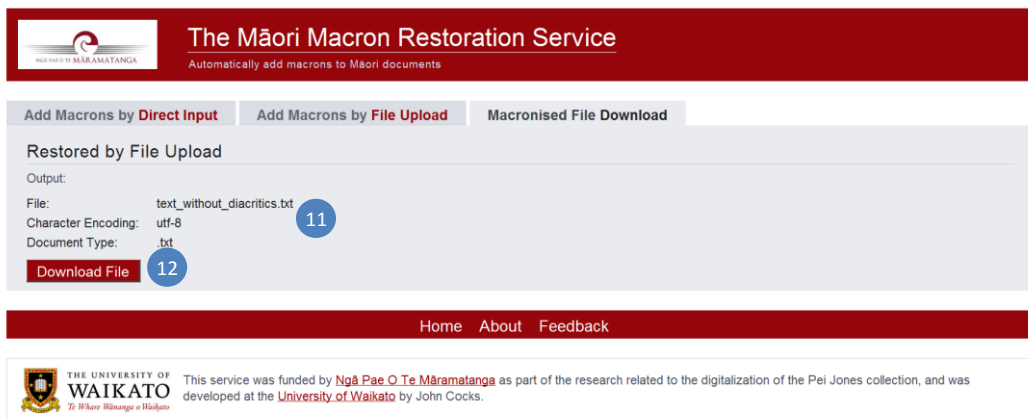 The Māori Macron Restoration Service
NGĀ PAE O TE MĀRAMATANGA
Automatically add macrons to Māori documents
Add Macrons by Direct Input Add Macrons by File Upload Macronised File Download
Restored by File Upload
Output:
File: text_without_diacritics.txt
11
Character Encoding: utf-8
Document Type: .txt
Download File 12
Home About Feedback
THE UNIVERSITY OF
WAIKATO
Te Whare Wānanga o Waikato
This service was funded by Ngā Pae O Te Māramatanga as part of the research related to the digitalization of the Pei Jones collection, and was
developed at the University of Waikato by John Cocks.